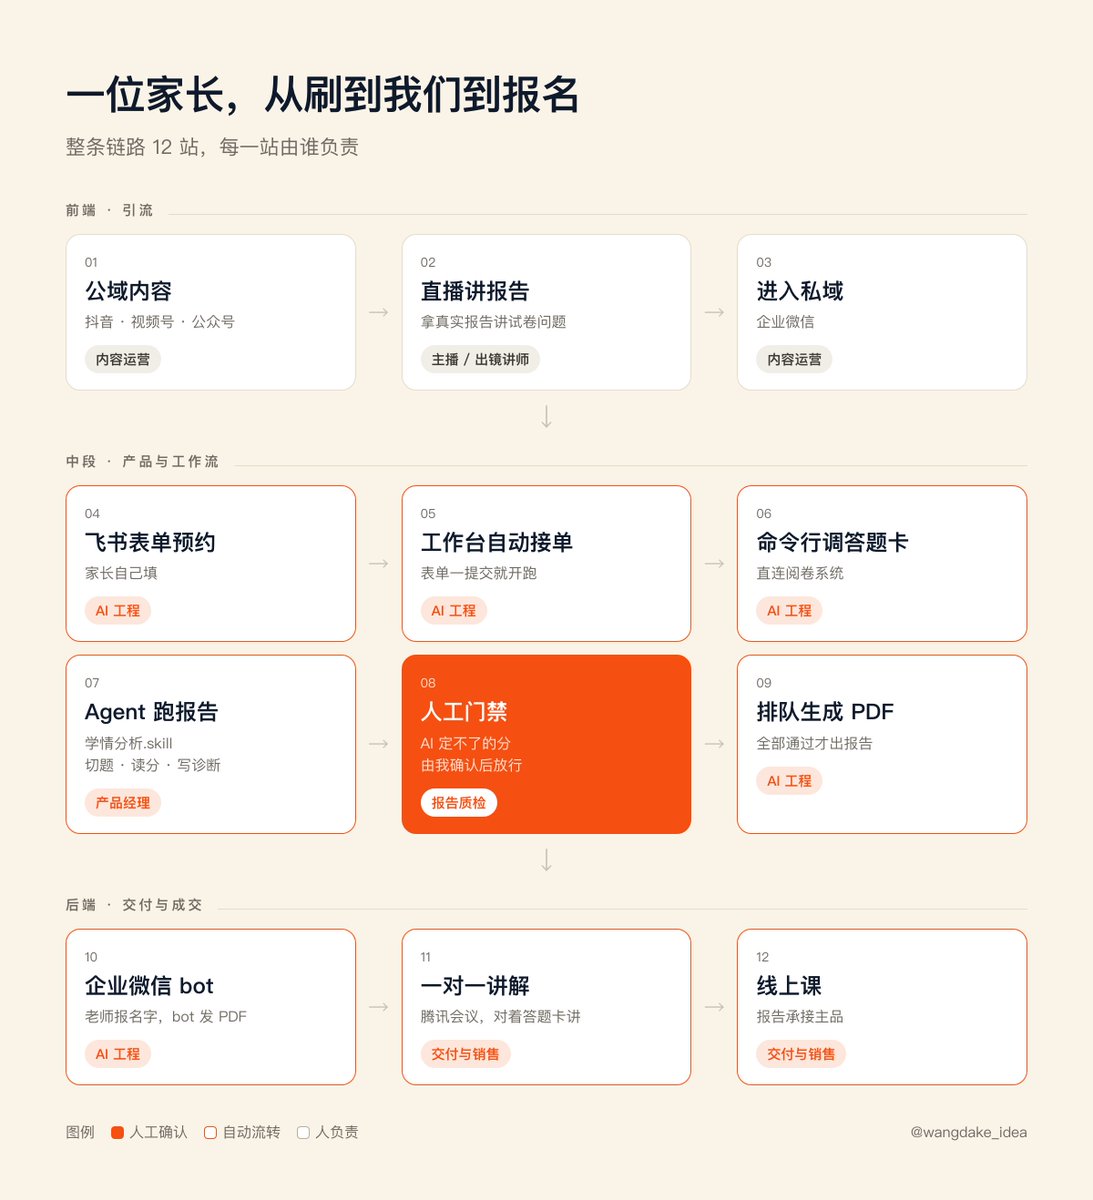 一位家长，从刷到我们到报名
整条链路 12 站，每一站由谁负责
前端 · 引流
01
公域内容
抖音 · 视频号 · 公众号
内容运营
→
02
直播讲报告
拿真实报告讲试卷问题
主播 / 出镜讲师
→
03
进入私域
企业微信
内容运营
↓
中段 · 产品与工作流
04
飞书表单预约
家长自己填
AI 工程
→
05
工作台自动接单
表单一提交就开跑
AI 工程
→
06
命令行调答题卡
直连阅卷系统
AI 工程
07
Agent 跑报告
学情分析.skill
切题 · 读分 · 写诊断
产品经理
→
08
人工门禁
AI 定不了的分
由我确认后放行
报告质检
→
09
排队生成 PDF
全部通过才出报告
AI 工程
↓
后端 · 交付与成交
10
企业微信 bot
老师报名字，bot 发 PDF
AI 工程
→
11
一对一讲解
腾讯会议，对着答题卡讲
交付与销售
→
12
线上课
报告承接主品
交付与销售
图例 人工确认 自动流转 人负责
@wangdake_idea